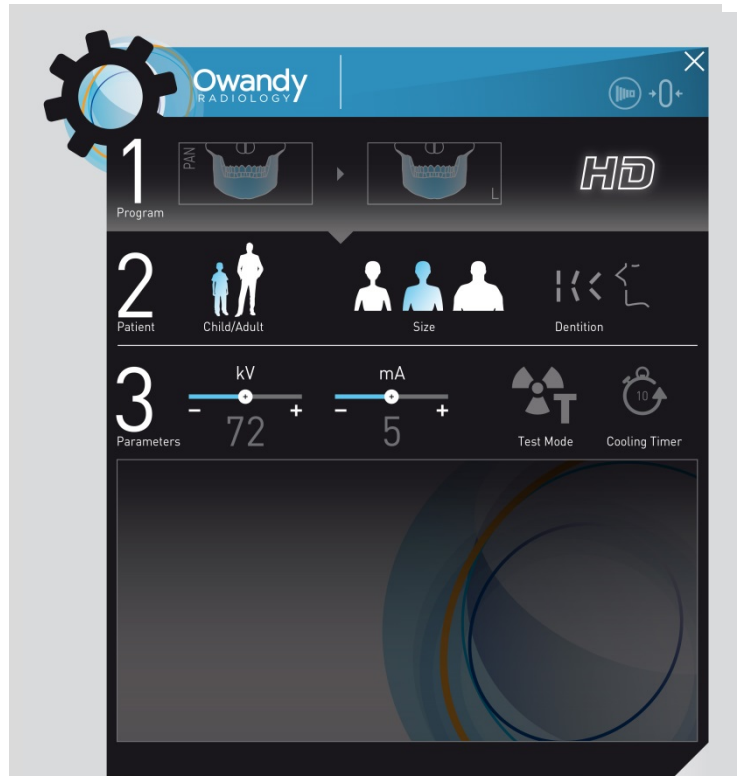 Owandy
RADIOLOGY
0
1
Program
PAN
L
HD
2
Patient
Child/Adult
Size
Dentition
3
Parameters
kV
- +
72
mA
- +
5
T
Test Mode
10
Cooling Timer